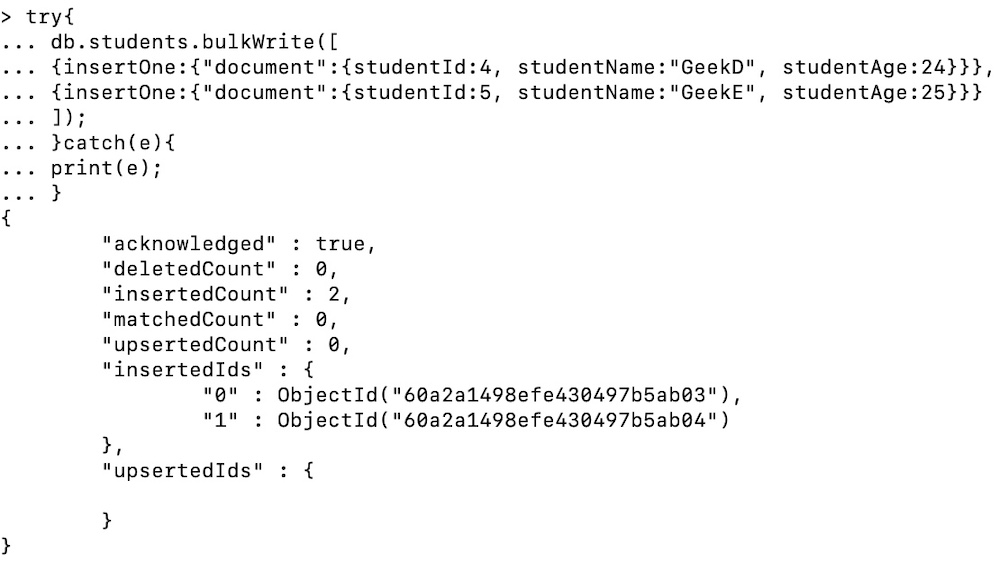 > try{
... db.students.bulkWrite([
... {insertOne:{"document":{studentId:4, studentName:"GeekD", studentAge:24}}},
... {insertOne:{"document":{studentId:5, studentName:"GeekE", studentAge:25}}}
... ]);
... }catch(e){
... print(e);
... }
{
        "acknowledged" : true,
        "deletedCount" : 0,
        "insertedCount" : 2,
        "matchedCount" : 0,
        "upsertedCount" : 0,
        "insertedIds" : {
                "0" : ObjectId("60a2a1498efe430497b5ab03"),
                "1" : ObjectId("60a2a1498efe430497b5ab04")
        },
        "upsertedIds" : {

        }
}